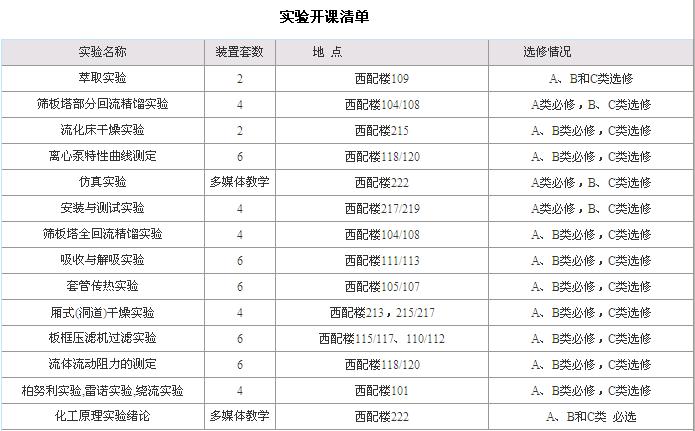 实验开课清单
实验名称 装置套数 地 点 选修情况
萃取实验 2 西配楼109 A、B和C类选修
筛板塔部分回流精馏实验 4 西配楼104/108 A类必修，B、C类选修
流化床干燥实验 2 西配楼215 A、B类必修，C类选修
离心泵特性曲线测定 6 西配楼118/120 A、B类必修，C类选修
仿真实验 多媒体教学 西配楼222 A类必修，B、C类选修
安装与测试实验 4 西配楼217/219 A类必修，B、C类选修
筛板塔全回流精馏实验 4 西配楼104/108 A、B类必修，C类选修
吸收与解吸实验 6 西配楼111/113 A、B类必修，C类选修
套管传热实验 6 西配楼105/107 A、B类必修，C类选修
厢式(洞道)干燥实验 4 西配楼213，215/217 A、B类必修，C类选修
板框压滤机过滤实验 6 西配楼115/117、110/112 A、B类必修，C类选修
流体流动阻力的测定 6 西配楼118/120 A、B类必修，C类选修
柏努利实验,雷诺实验,绕流实验 4 西配楼101 A、B类必修，C类选修
化工原理实验绪论 多媒体教学 西配楼222 A、B和C类 必选